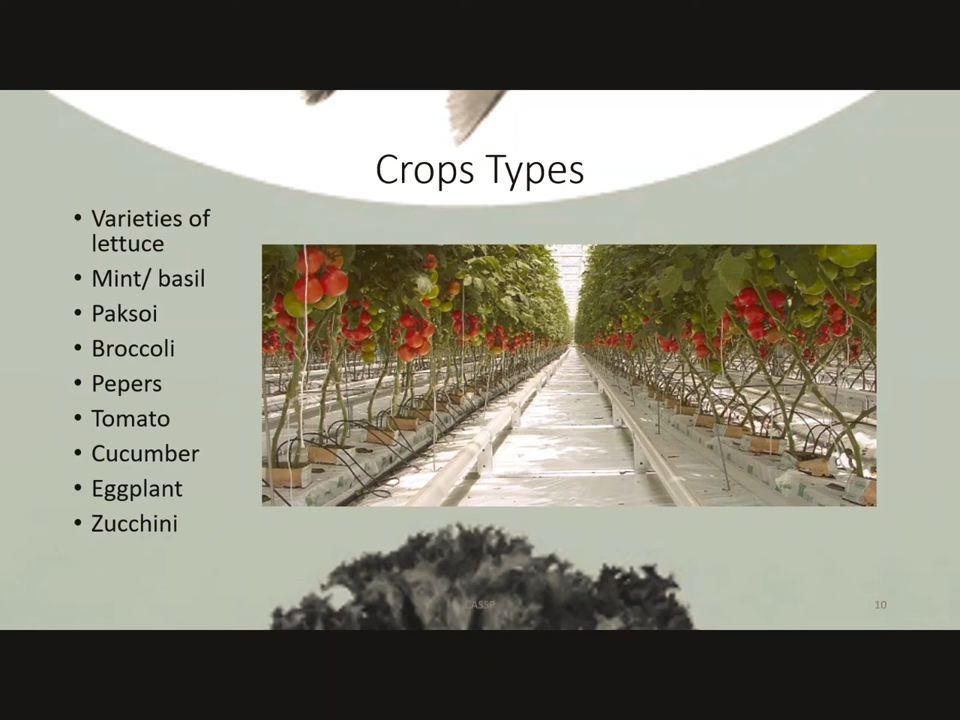 Crops Types
• Varieties of
lettuce
• Mint/ basil
• Paksoi
• Broccoli
• Pepers
• Tomato
• Cucumber
• Eggplant
• Zucchini
10